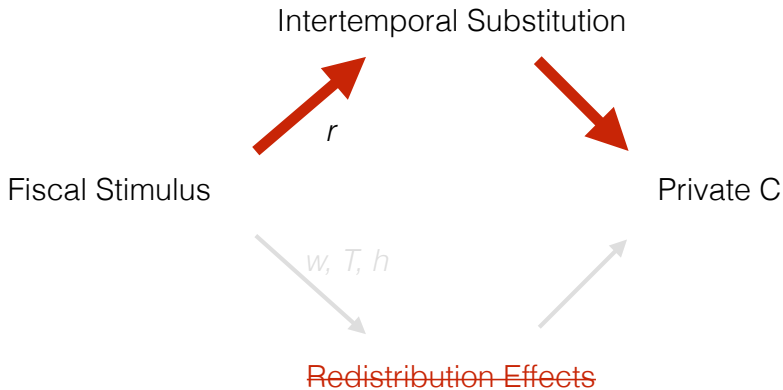 Intertemporal Substitution
r
Fiscal Stimulus
Private C
w, T, h
Redistribution Effects